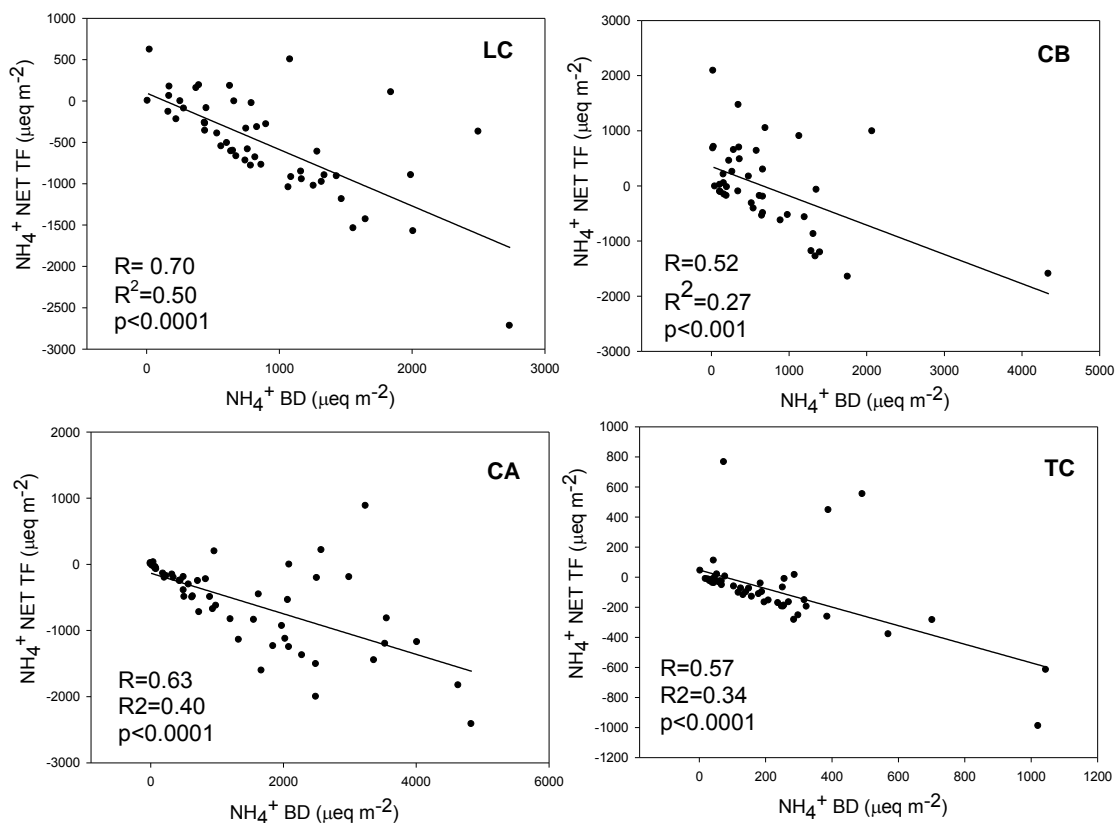 LC
1000
500
0
-500
-1000
-1500
-2000
-2500
-3000
NH₄⁺ NET TF (μeq m⁻²)
R= 0.70
R²=0.50
p<0.0001
0 1000 2000 3000
NH₄⁺ BD (μeq m⁻²)
CB
3000
2000
1000
0
-1000
-2000
-3000
NH₄⁺ NET TF (μeq m⁻²)
R=0.52
R²=0.27
p<0.001
0 1000 2000 3000 4000 5000
NH₄⁺ BD (μeq m⁻²)
CA
2000
1000
0
-1000
-2000
-3000
NH₄⁺ NET TF (μeq m⁻²)
R=0.63
R2=0.40
p<0.0001
0 2000 4000 6000
NH₄⁺ BD (μeq m⁻²)
TC
1000
800
600
400
200
0
-200
-400
-600
-800
-1000
-1200
NH₄⁺ NET TF (μeq m⁻²)
R=0.57
R2=0.34
p<0.0001
0 200 400 600 800 1000 1200
NH₄⁺ BD (μeq m⁻²)